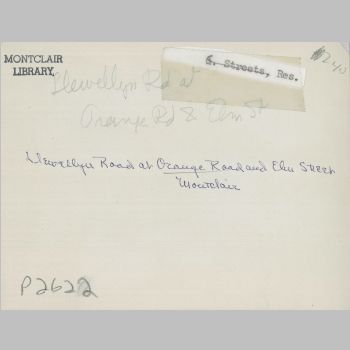 MONTCLAIR
LIBRARY.
6. Streets, Res.
Llewellyn Rd at
Orange Rd & Elm St
Llewellyn Road at Orange Road and Elm Street
Montclair
P2622